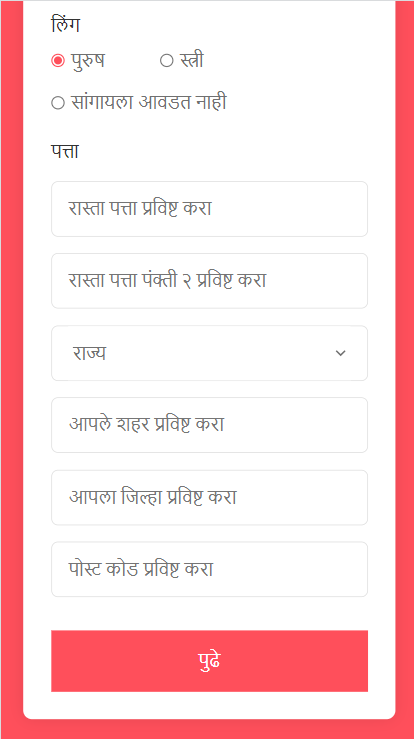 लिंग
पुरुष स्त्री
सांगायला आवडत नाही
पत्ता
रास्ता पत्ता प्रविष्ट करा
रास्ता पत्ता पंक्ती २ प्रविष्ट करा
राज्य
आपले शहर प्रविष्ट करा
आपला जिल्हा प्रविष्ट करा
पोस्ट कोड प्रविष्ट करा
पुढे